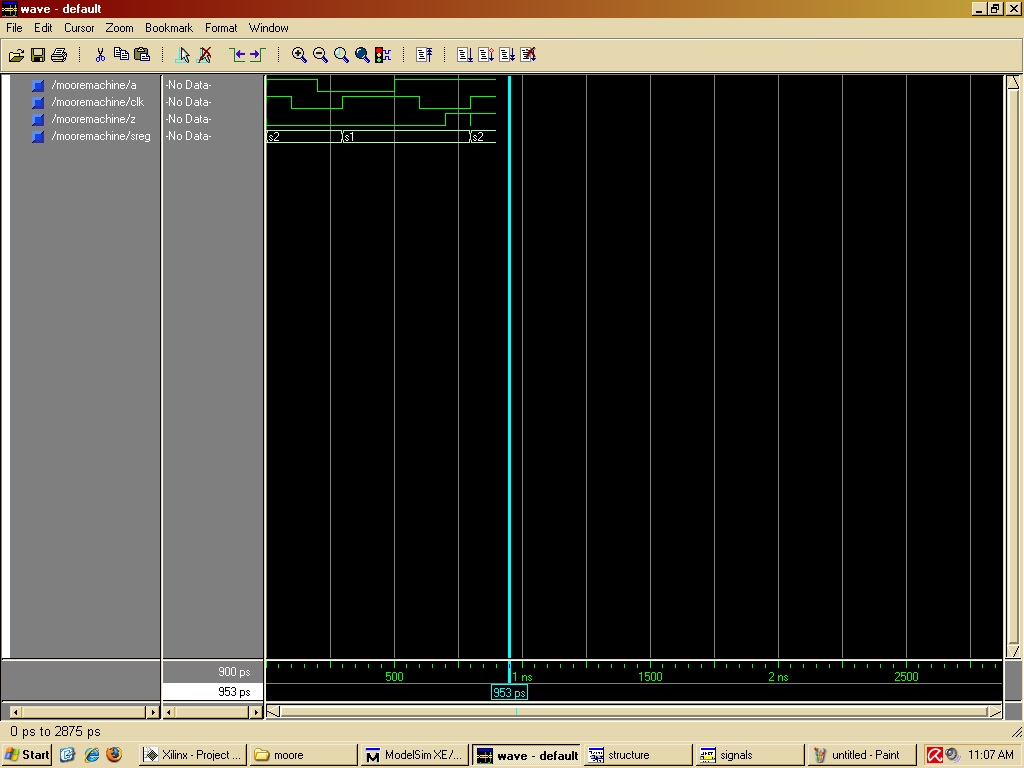 wave - default
File Edit Cursor Zoom Bookmark Format Window
/mooremachine/a -No Data-
/mooremachine/clk -No Data-
/mooremachine/z -No Data-
/mooremachine/sreg -No Data- s2 s1 s2
900 ps 500 1 ns 1500 2 ns 2500
953 ps 953 ps
0 ps to 2875 ps
Start Xilinx - Project ... moore ModelSim XE/... wave - default structure signals untitled - Paint 11:07 AM